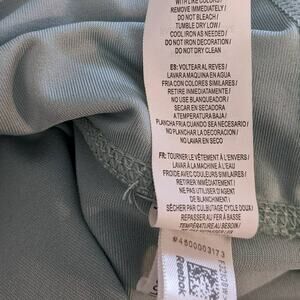 WITH LIKE COLORS/
REMOVE IMMEDIATELY/
DO NOT BLEACH/
TUMBLE DRY LOW/
COOL IRON AS NEEDED/
DO NOT IRON DECORATION/
DO NOT DRY CLEAN
ES: VOLTEAR AL REVES/
LAVAR A MAQUINA EN AGUA
FRIA CON COLORES SIMILARES/
RETIRAR INMEDIATAMENTE/
NO USE BLANQUEADOR/
SECAR EN SECADORA
A TEMPERATURA BAJA/
PLANCHA FRIA CUANDO SEA NECESARIO/
NO PLANCHAR LA DECORACION/
NO LAVAR EN SECO
FR: TOURNER LE VÊTEMENT À L'ENVERS/
LAVER À LA MACHINE À L'EAU
FROIDE AVEC COULEURS SIMILAIRES/
RETIRER IMMÉDIATEMENT/
NE PAS UTILISER D'AGENT
DE BLANCHIMENT/
SÉCHER PAR CULBUTAGE CYCLE DOUX/
REPASSER AU FER À BASSE
TEMPÉRATURE AU BESOIN/
#4500003173
Reebok